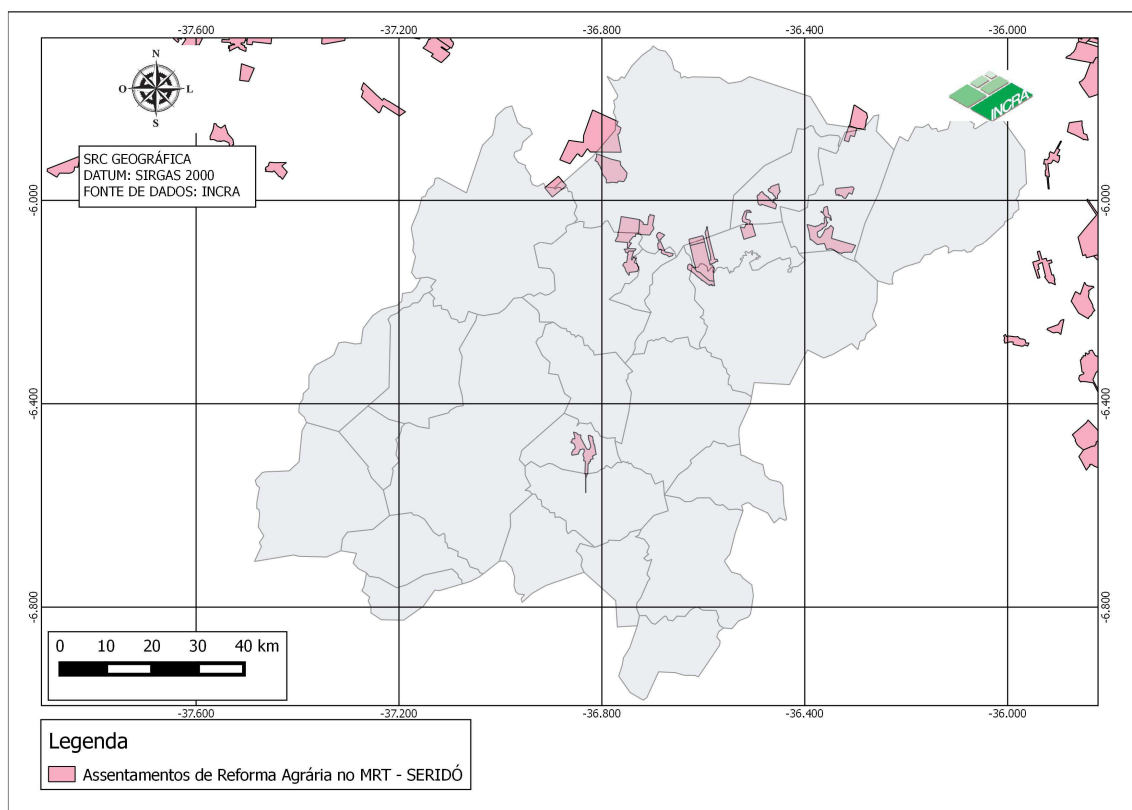 -37.600 -37.200 -36.800 -36.400 -36.000
N
O L
S
INCRA
SRC GEOGRÁFICA
DATUM: SIRGAS 2000
FONTE DE DADOS: INCRA
-6.000 -6.000
-6.400 -6.400
-6.800 -6.800
0 10 20 30 40 km
-37.600 -37.200 -36.800 -36.400 -36.000
Legenda
Assentamentos de Reforma Agrária no MRT - SERIDÓ